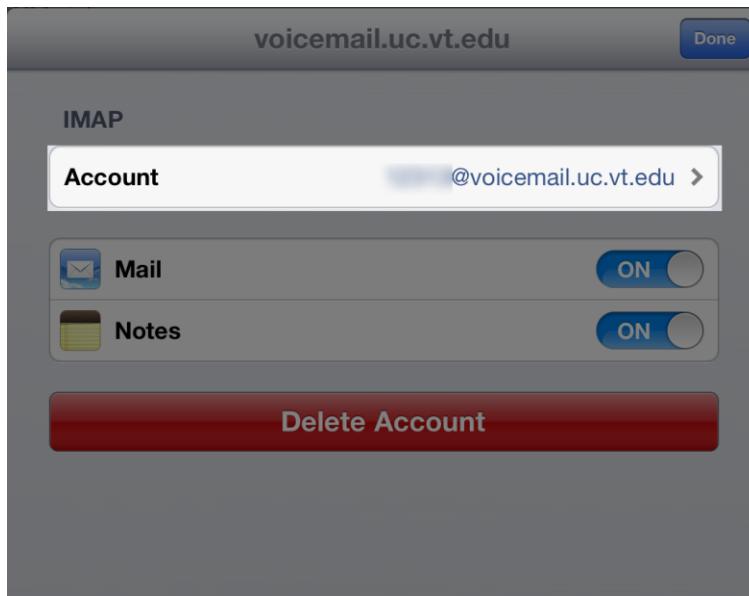 voicemail.uc.vt.edu Done
IMAP
Account @voicemail.uc.vt.edu
Mail ON
Notes ON
Delete Account